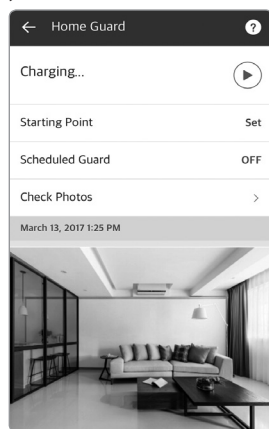 Home Guard ?
Charging...
Starting Point Set
Scheduled Guard OFF
Check Photos
March 13, 2017 1:25 PM